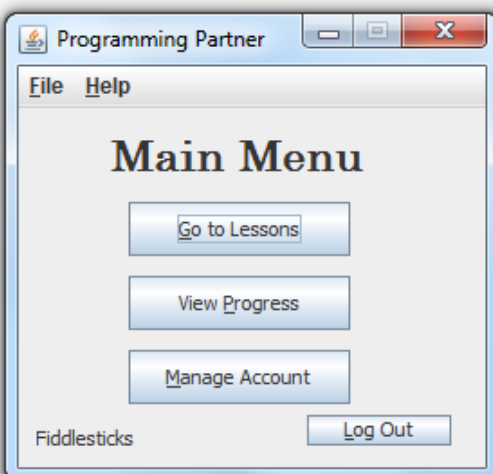 Programming Partner
File Help
Main Menu
Go to Lessons
View Progress
Manage Account
Fiddlesticks
Log Out